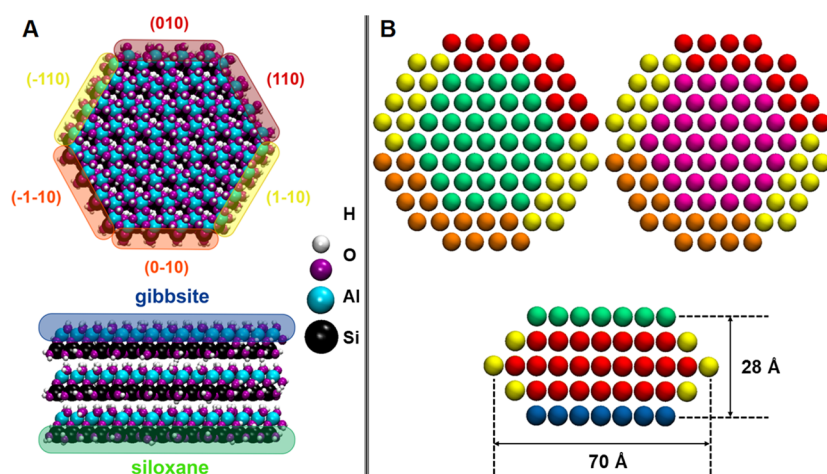 A
(010)
(-110)
(110)
(-1-10)
(1-10)
(0-10)
gibbsite
siloxane
H
O
Al
Si
B
28 Å
70 Å